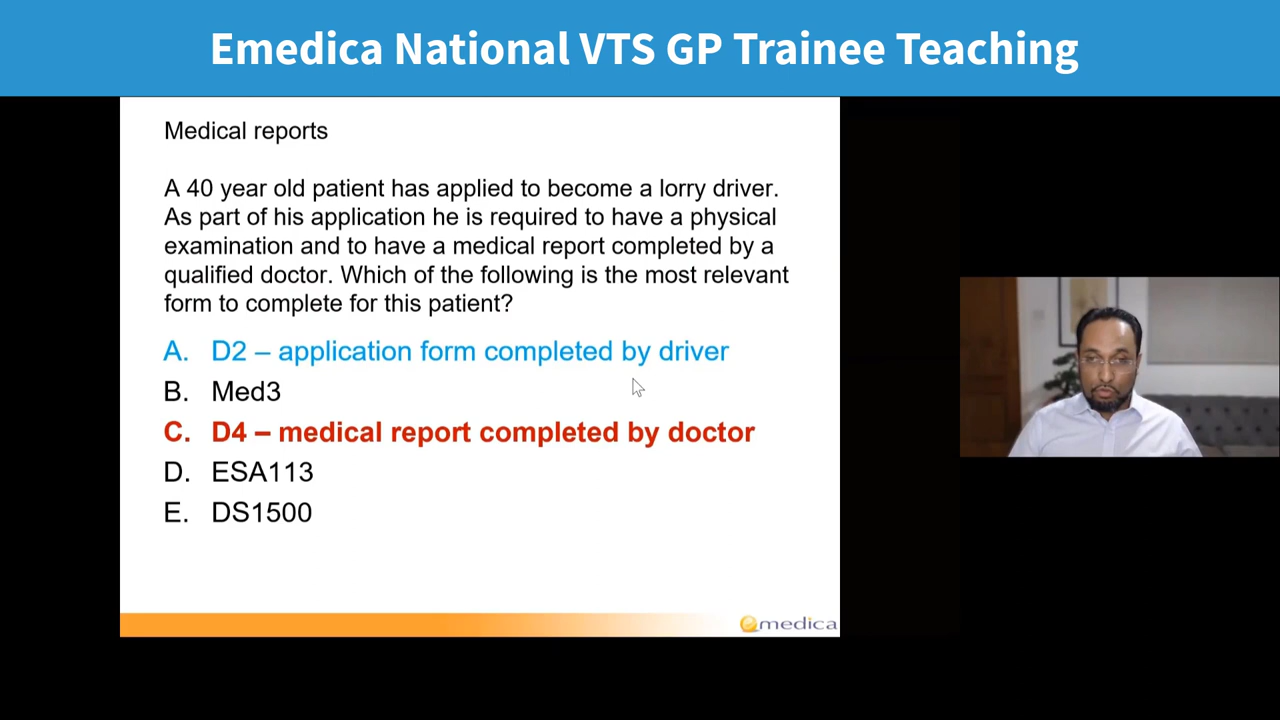 Emedica National VTS GP Trainee Teaching
Medical reports
A 40 year old patient has applied to become a lorry driver.
As part of his application he is required to have a physical
examination and to have a medical report completed by a
qualified doctor. Which of the following is the most relevant
form to complete for this patient?
A. D2 – application form completed by driver
B. Med3
C. D4 – medical report completed by doctor
D. ESA113
E. DS1500
emedica